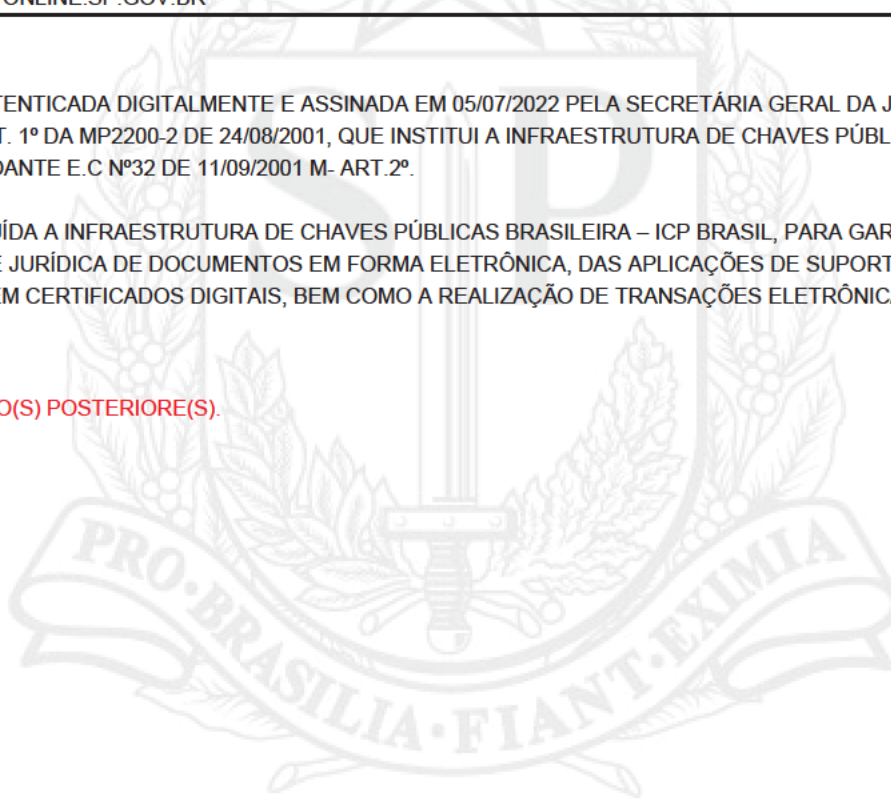 ONLINE.SP.GOV.BR
TENTICADA DIGITALMENTE E ASSINADA EM 05/07/2022 PELA SECRETÁRIA GERAL DA J
T. 1º DA MP2200-2 DE 24/08/2001, QUE INSTITUI A INFRAESTRUTURA DE CHAVES PÚBL
DANTE E.C Nº32 DE 11/09/2001 M- ART.2º.
UÍDA A INFRAESTRUTURA DE CHAVES PÚBLICAS BRASILEIRA – ICP BRASIL, PARA GAR
E JURÍDICA DE DOCUMENTOS EM FORMA ELETRÔNICA, DAS APLICAÇÕES DE SUPORT
EM CERTIFICADOS DIGITAIS, BEM COMO A REALIZAÇÃO DE TRANSAÇÕES ELETRÔNICA
O(S) POSTERIORE(S).
SP
PRO·BRASILIA·FIANT·EXIMIA